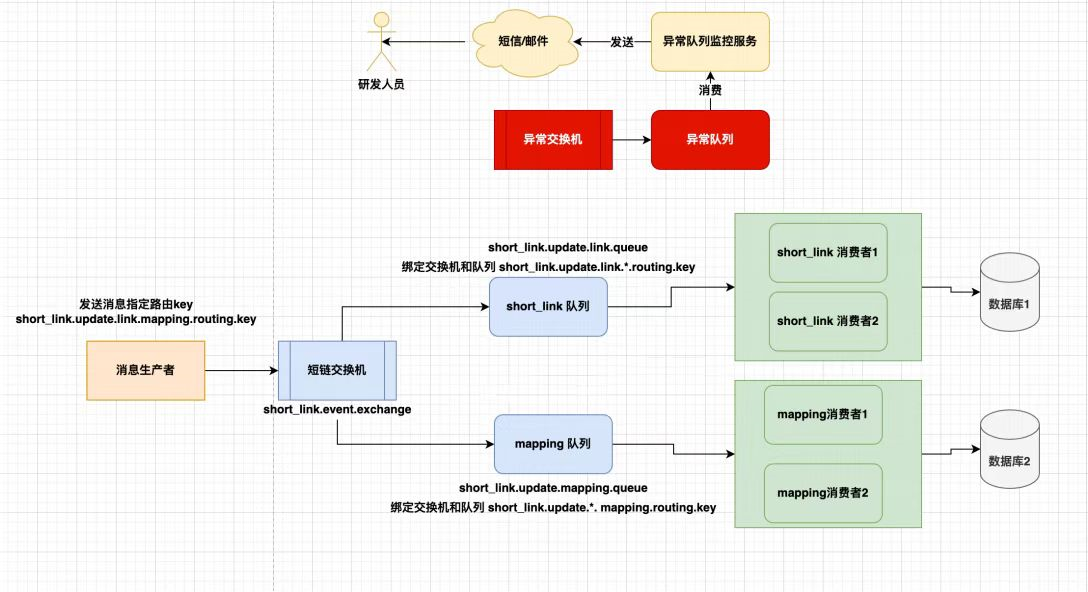 短信/邮件
发送
异常队列监控服务
研发人员
消费
异常交换机
异常队列
short_link.update.link.queue
绑定交换机和队列 short_link.update.link.*.routing.key
short_link 队列
short_link 消费者1
short_link 消费者2
数据库1
发送消息指定路由key
short_link.update.link.mapping.routing.key
消息生产者
短链交换机
short_link.event.exchange
mapping 队列
short_link.update.mapping.queue
绑定交换机和队列 short_link.update.*. mapping.routing.key
mapping消费者1
mapping消费者2
数据库2